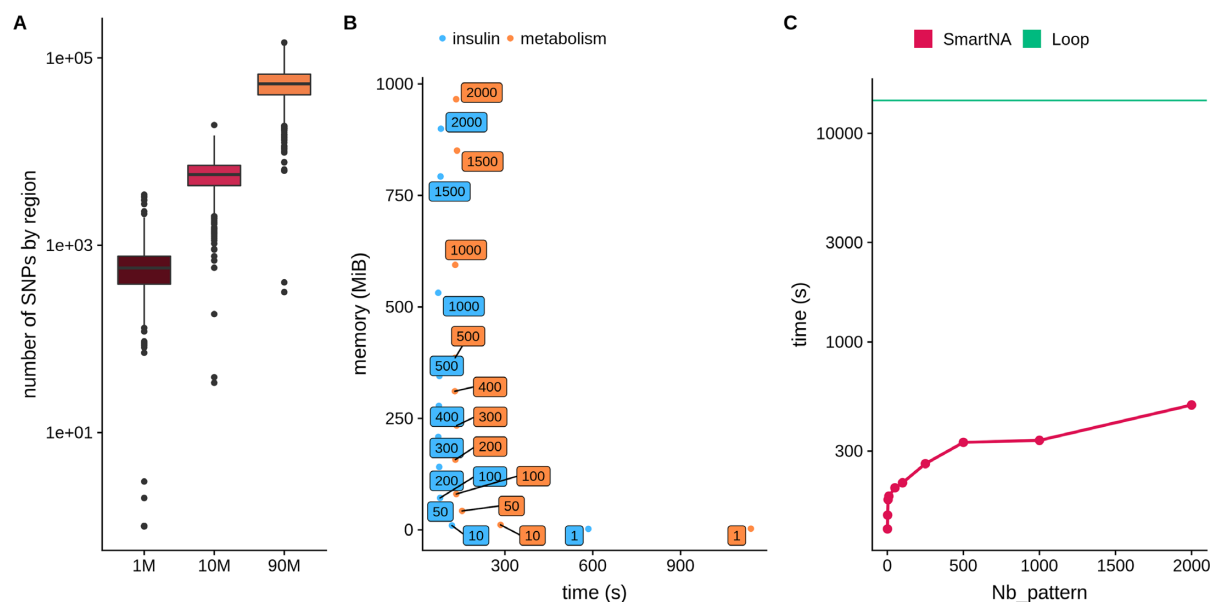 A
number of SNPs by region
1e+05
1e+03
1e+01
1M 10M 90M
B
insulin metabolism
memory (MiB)
1000
750
500
250
0
2000
2000
1500
1500
1000
1000
500
500
400
400 300
300 200
200 100 100
50 50
10 10 1 1
300 600 900
time (s)
C
SmartNA Loop
time (s)
10000
3000
1000
300
0 500 1000 1500 2000
Nb_pattern